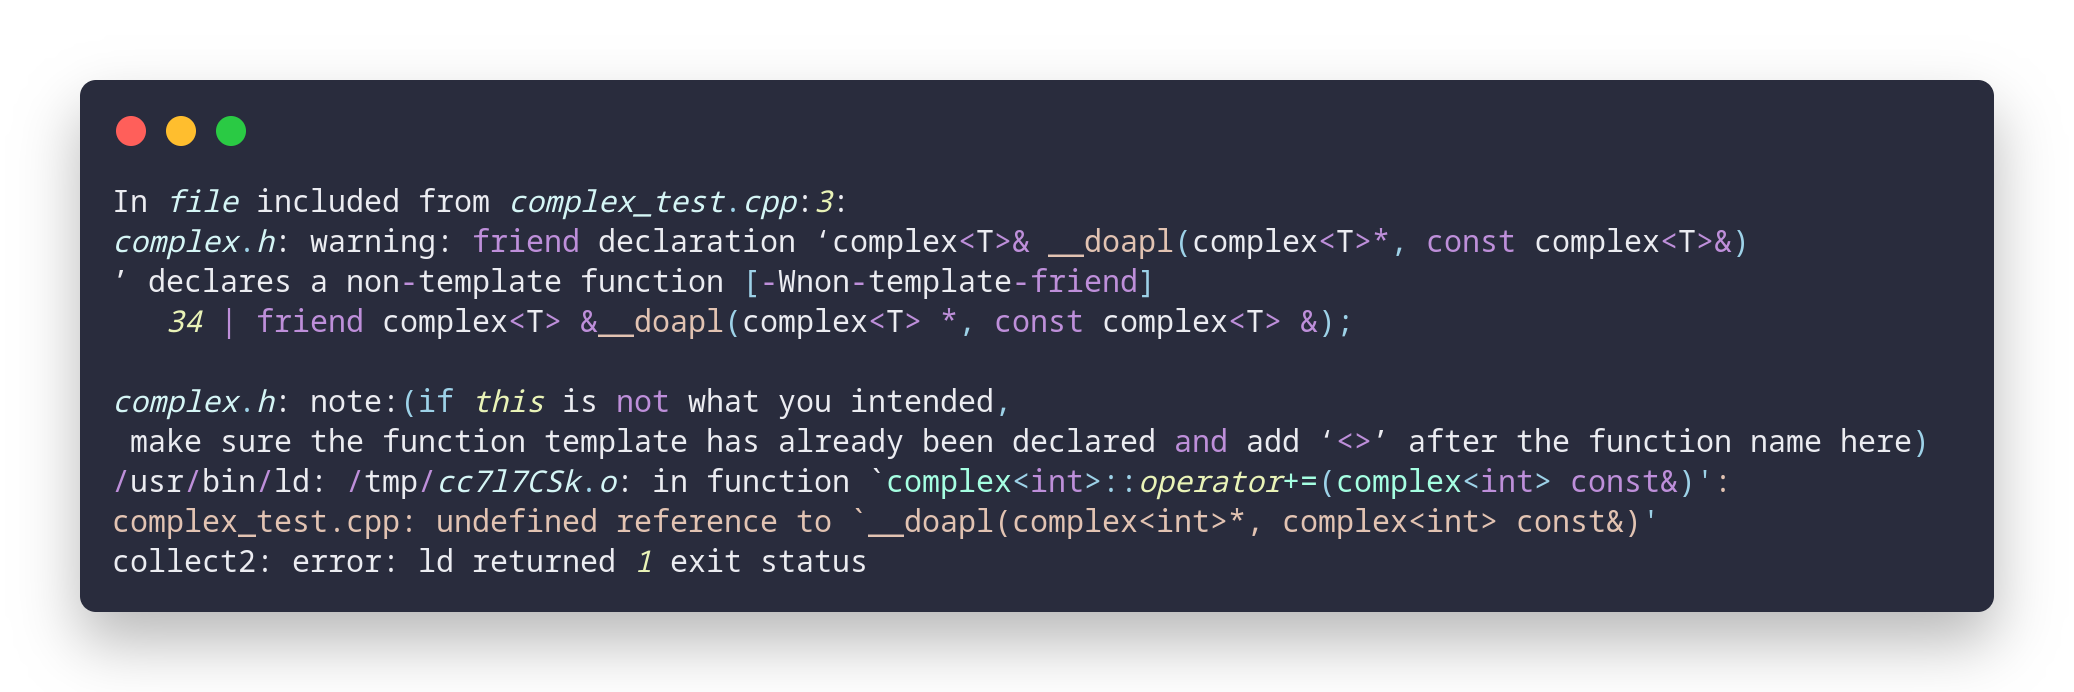 In file included from complex_test.cpp:3:
complex.h: warning: friend declaration ‘complex<T>& __doapl(complex<T>*, const complex<T>&)
’ declares a non-template function [-Wnon-template-friend]
   34 | friend complex<T> &__doapl(complex<T> *, const complex<T> &);
complex.h: note:(if this is not what you intended,
 make sure the function template has already been declared and add ‘<>’ after the function name here)
/usr/bin/ld: /tmp/cc7l7CSk.o: in function `complex<int>::operator+=(complex<int> const&)':
complex_test.cpp: undefined reference to `__doapl(complex<int>*, complex<int> const&)'
collect2: error: ld returned 1 exit status